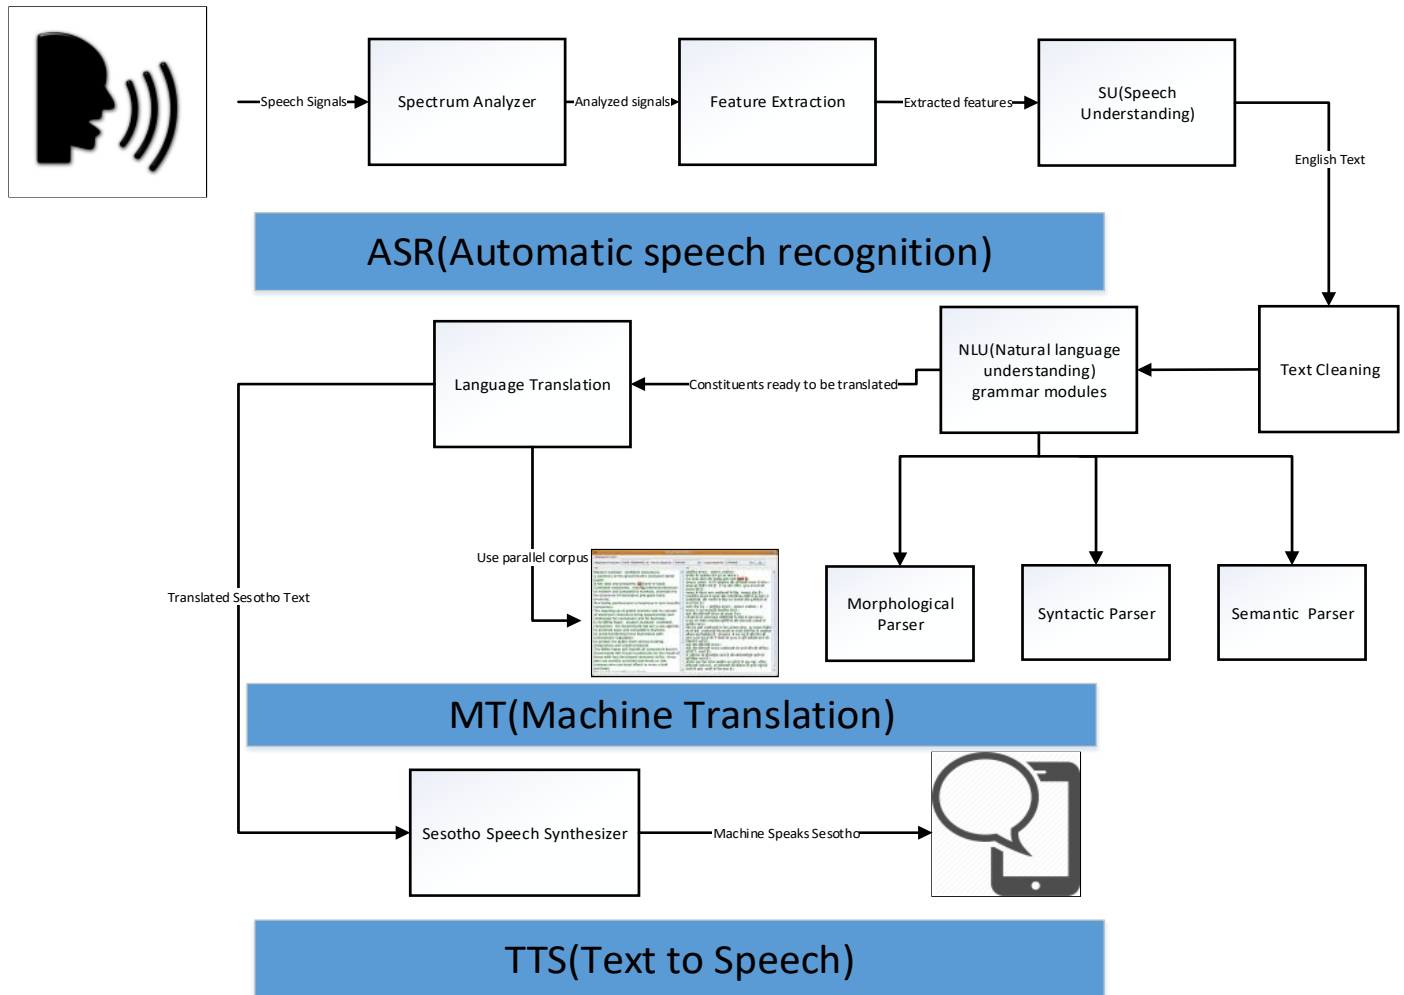 Speech Signals
Spectrum Analyzer
Analyzed signals
Feature Extraction
Extracted features
SU(Speech
Understanding)
English Text
ASR(Automatic speech recognition)
Text Cleaning
NLU(Natural language
understanding)
grammar modules
Constituents ready to be translated
Language Translation
Use parallel corpus
Translated Sesotho Text
Morphological
Parser
Syntactic Parser
Semantic Parser
MT(Machine Translation)
Sesotho Speech Synthesizer
Machine Speaks Sesotho
TTS(Text to Speech)